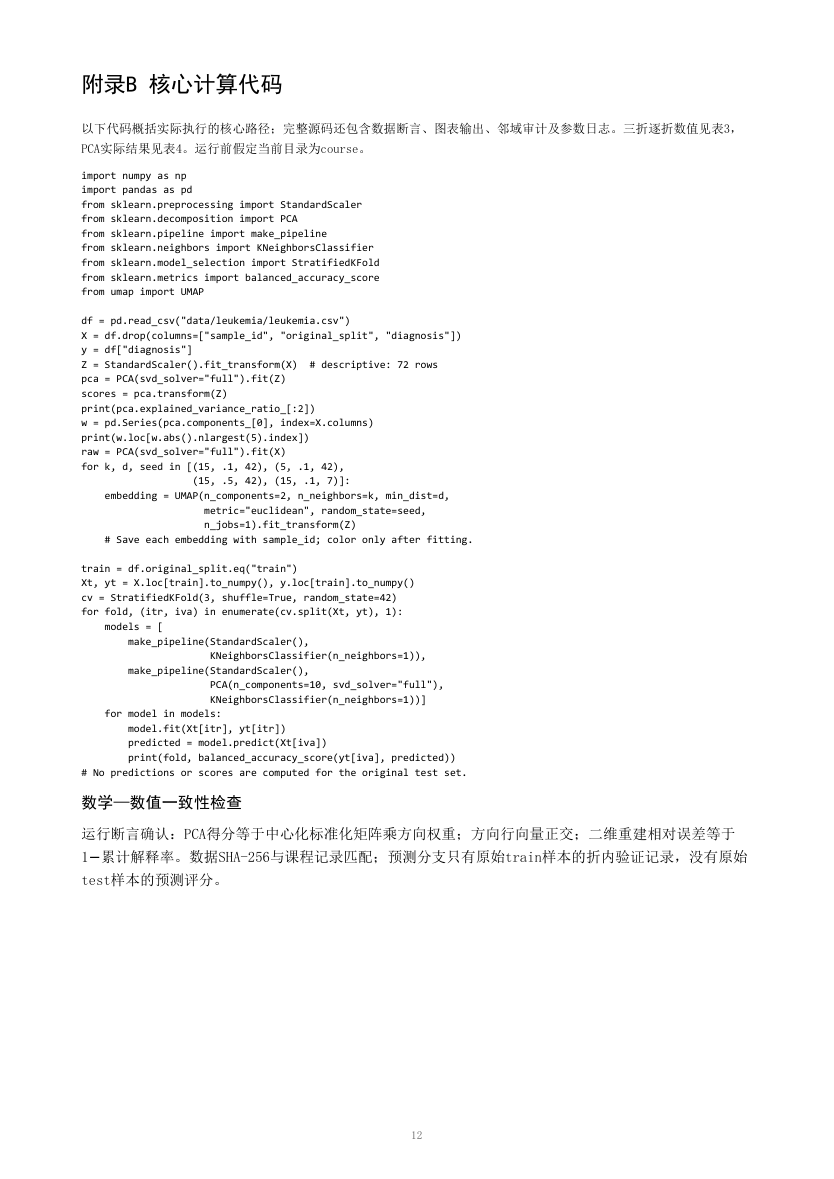 附录B 核心计算代码
以下代码概括实际执行的核心路径；完整源码还包含数据断言、图表输出、邻域审计及参数日志。三折逐折数值见表3，
PCA实际结果见表4。运行前假定当前目录为course。
import numpy as np
import pandas as pd
from sklearn.preprocessing import StandardScaler
from sklearn.decomposition import PCA
from sklearn.pipeline import make_pipeline
from sklearn.neighbors import KNeighborsClassifier
from sklearn.model_selection import StratifiedKFold
from sklearn.metrics import balanced_accuracy_score
from umap import UMAP
df = pd.read_csv("data/leukemia/leukemia.csv")
X = df.drop(columns=["sample_id", "original_split", "diagnosis"])
y = df["diagnosis"]
Z = StandardScaler().fit_transform(X)  # descriptive: 72 rows
pca = PCA(svd_solver="full").fit(Z)
scores = pca.transform(Z)
print(pca.explained_variance_ratio_[:2])
w = pd.Series(pca.components_[0], index=X.columns)
print(w.loc[w.abs().nlargest(5).index])
raw = PCA(svd_solver="full").fit(X)
for k, d, seed in [(15, .1, 42), (5, .1, 42),
                   (15, .5, 42), (15, .1, 7)]:
    embedding = UMAP(n_components=2, n_neighbors=k, min_dist=d,
                     metric="euclidean", random_state=seed,
                     n_jobs=1).fit_transform(Z)
    # Save each embedding with sample_id; color only after fitting.
train = df.original_split.eq("train")
Xt, yt = X.loc[train].to_numpy(), y.loc[train].to_numpy()
cv = StratifiedKFold(3, shuffle=True, random_state=42)
for fold, (itr, iva) in enumerate(cv.split(Xt, yt), 1):
    models = [
        make_pipeline(StandardScaler(),
                      KNeighborsClassifier(n_neighbors=1)),
        make_pipeline(StandardScaler(),
                      PCA(n_components=10, svd_solver="full"),
                      KNeighborsClassifier(n_neighbors=1))]
    for model in models:
        model.fit(Xt[itr], yt[itr])
        predicted = model.predict(Xt[iva])
        print(fold, balanced_accuracy_score(yt[iva], predicted))
# No predictions or scores are computed for the original test set.
数学—数值一致性检查
运行断言确认：PCA得分等于中心化标准化矩阵乘方向权重；方向行向量正交；二维重建相对误差等于
1−累计解释率。数据SHA-256与课程记录匹配；预测分支只有原始train样本的折内验证记录，没有原始
test样本的预测评分。
12